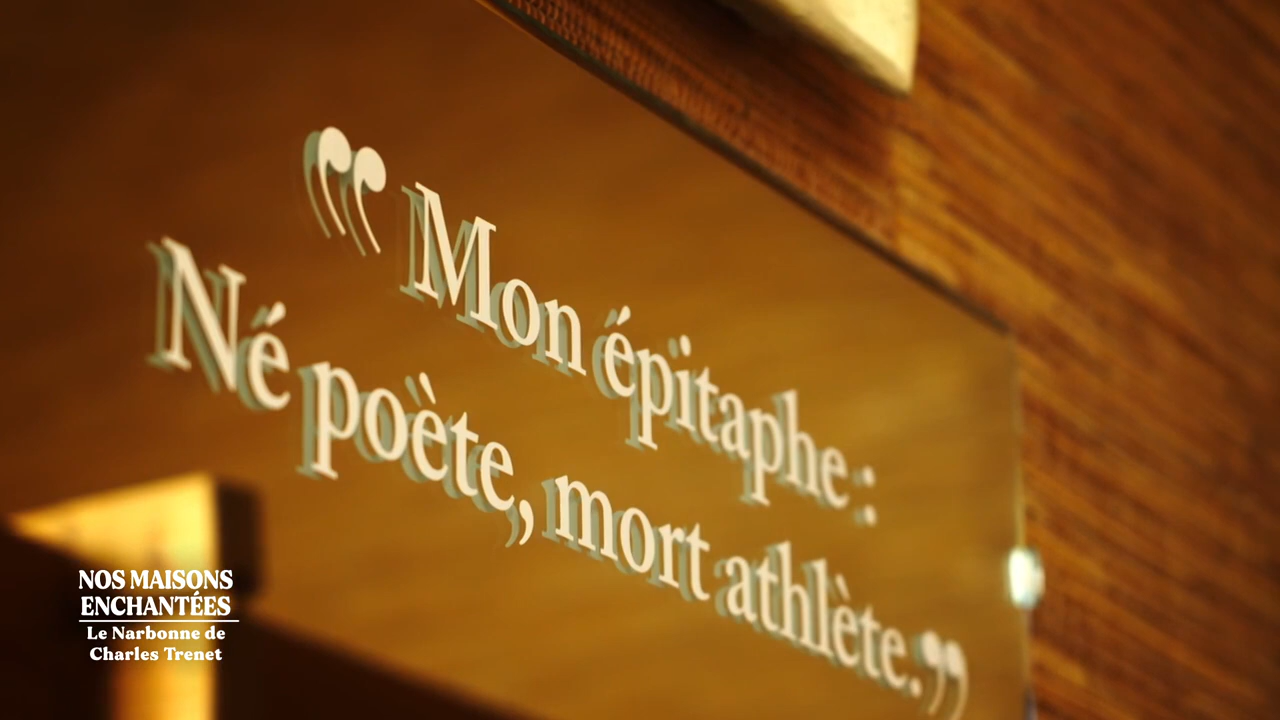 ” Mon épitaphe :
Né poète, mort athlète.”
NOS MAISONS
ENCHANTÉES
Le Narbonne de
Charles Trenet